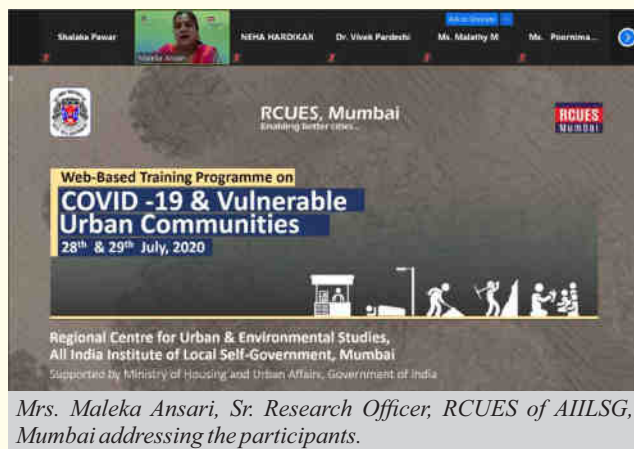 Shalaka Pawar
Maleka Ansari
NEHA HARDIKAR
Dr. Vivek Pardeshi
Ms. Malathy M
Ms. Poornima...
RCUES, Mumbai
Enabling better cities...
RCUES
Mumbai
Web-Based Training Programme on
COVID -19 & Vulnerable
Urban Communities
28th & 29th July, 2020
Regional Centre for Urban & Environmental Studies,
All India Institute of Local Self-Government, Mumbai
Supported by Ministry of Housing and Urban Affairs, Government of India
Mrs. Maleka Ansari, Sr. Research Officer, RCUES of AIILSG,
Mumbai addressing the participants.